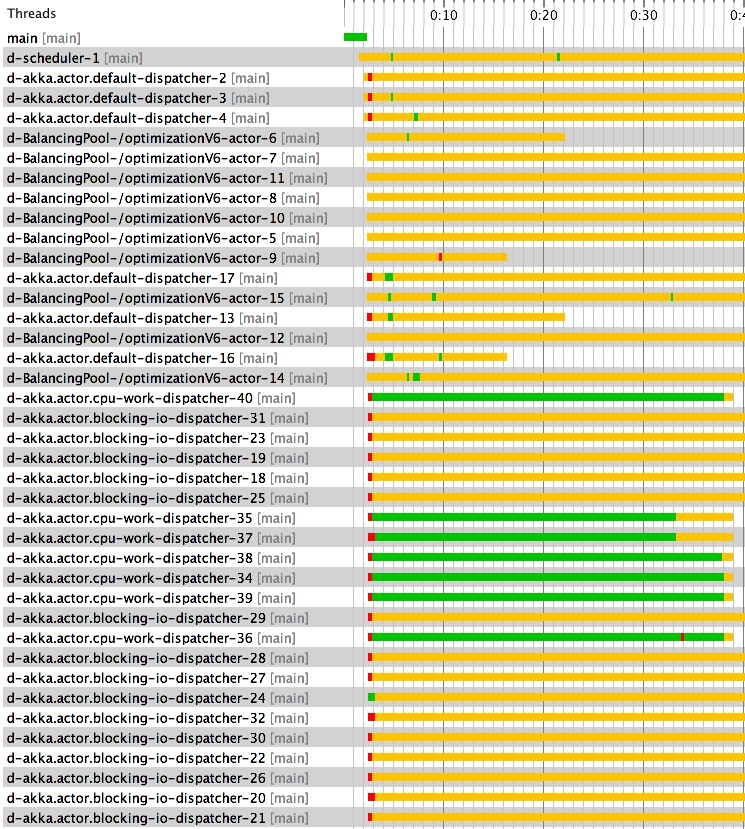 Threads 0:10 0:20 0:30 0:4
main [main]
d-scheduler-1 [main]
d-akka.actor.default-dispatcher-2 [main]
d-akka.actor.default-dispatcher-3 [main]
d-akka.actor.default-dispatcher-4 [main]
d-BalancingPool-/optimizationV6-actor-6 [main]
d-BalancingPool-/optimizationV6-actor-7 [main]
d-BalancingPool-/optimizationV6-actor-11 [main]
d-BalancingPool-/optimizationV6-actor-8 [main]
d-BalancingPool-/optimizationV6-actor-10 [main]
d-BalancingPool-/optimizationV6-actor-5 [main]
d-BalancingPool-/optimizationV6-actor-9 [main]
d-akka.actor.default-dispatcher-17 [main]
d-BalancingPool-/optimizationV6-actor-15 [main]
d-akka.actor.default-dispatcher-13 [main]
d-BalancingPool-/optimizationV6-actor-12 [main]
d-akka.actor.default-dispatcher-16 [main]
d-BalancingPool-/optimizationV6-actor-14 [main]
d-akka.actor.cpu-work-dispatcher-40 [main]
d-akka.actor.blocking-io-dispatcher-31 [main]
d-akka.actor.blocking-io-dispatcher-23 [main]
d-akka.actor.blocking-io-dispatcher-19 [main]
d-akka.actor.blocking-io-dispatcher-18 [main]
d-akka.actor.blocking-io-dispatcher-25 [main]
d-akka.actor.cpu-work-dispatcher-35 [main]
d-akka.actor.cpu-work-dispatcher-37 [main]
d-akka.actor.cpu-work-dispatcher-38 [main]
d-akka.actor.cpu-work-dispatcher-34 [main]
d-akka.actor.cpu-work-dispatcher-39 [main]
d-akka.actor.blocking-io-dispatcher-29 [main]
d-akka.actor.cpu-work-dispatcher-36 [main]
d-akka.actor.blocking-io-dispatcher-28 [main]
d-akka.actor.blocking-io-dispatcher-27 [main]
d-akka.actor.blocking-io-dispatcher-24 [main]
d-akka.actor.blocking-io-dispatcher-32 [main]
d-akka.actor.blocking-io-dispatcher-30 [main]
d-akka.actor.blocking-io-dispatcher-22 [main]
d-akka.actor.blocking-io-dispatcher-26 [main]
d-akka.actor.blocking-io-dispatcher-20 [main]
d-akka.actor.blocking-io-dispatcher-21 [main]